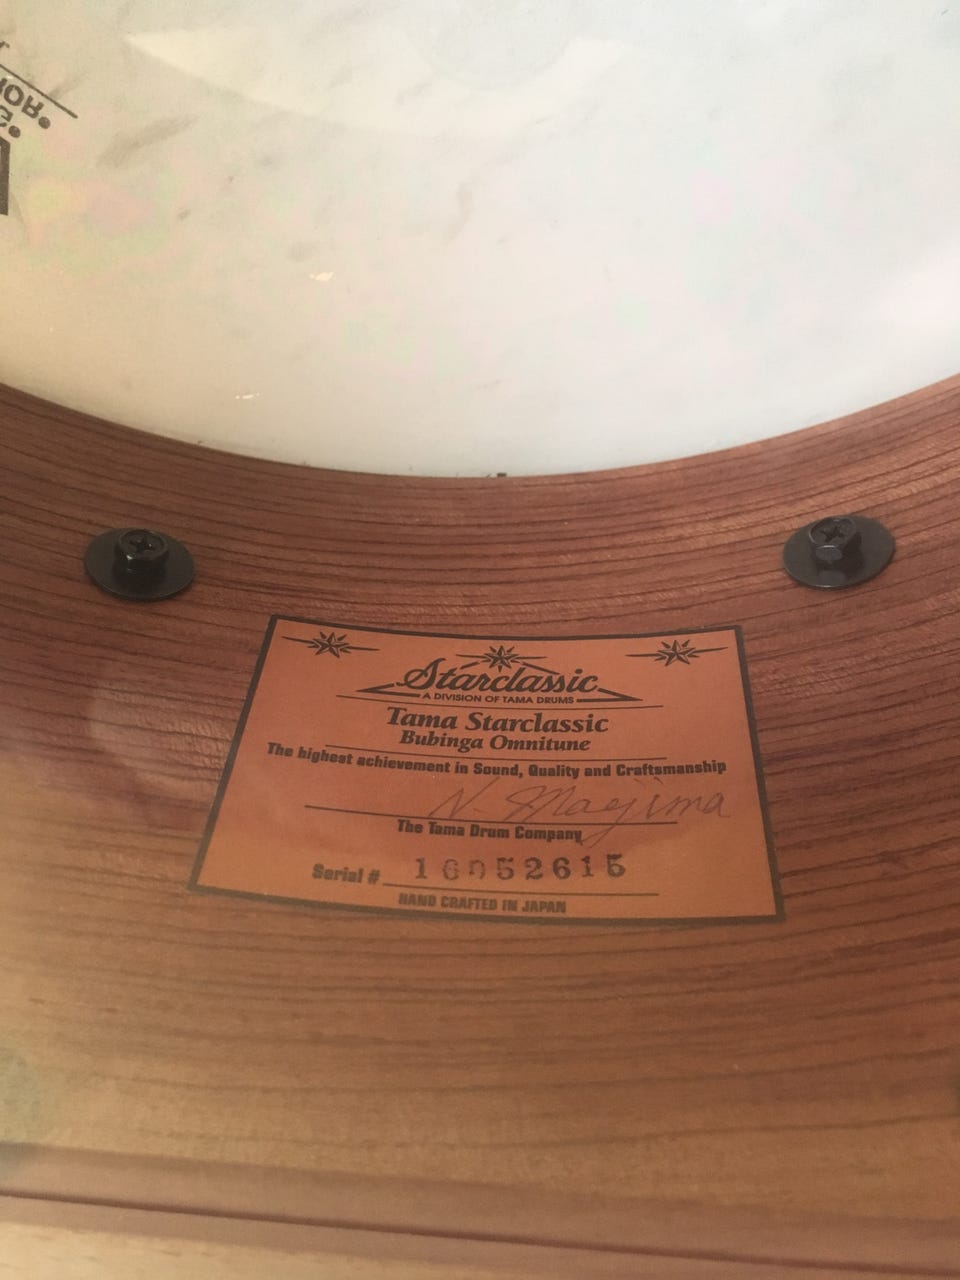 Starclassic
A DIVISION OF TAMA DRUMS
Tama Starclassic
Bubinga Omnitune
The highest achievement in Sound, Quality and Craftsmanship
N. Maejima
The Tama Drum Company
Serial # 16052615
HAND CRAFTED IN JAPAN